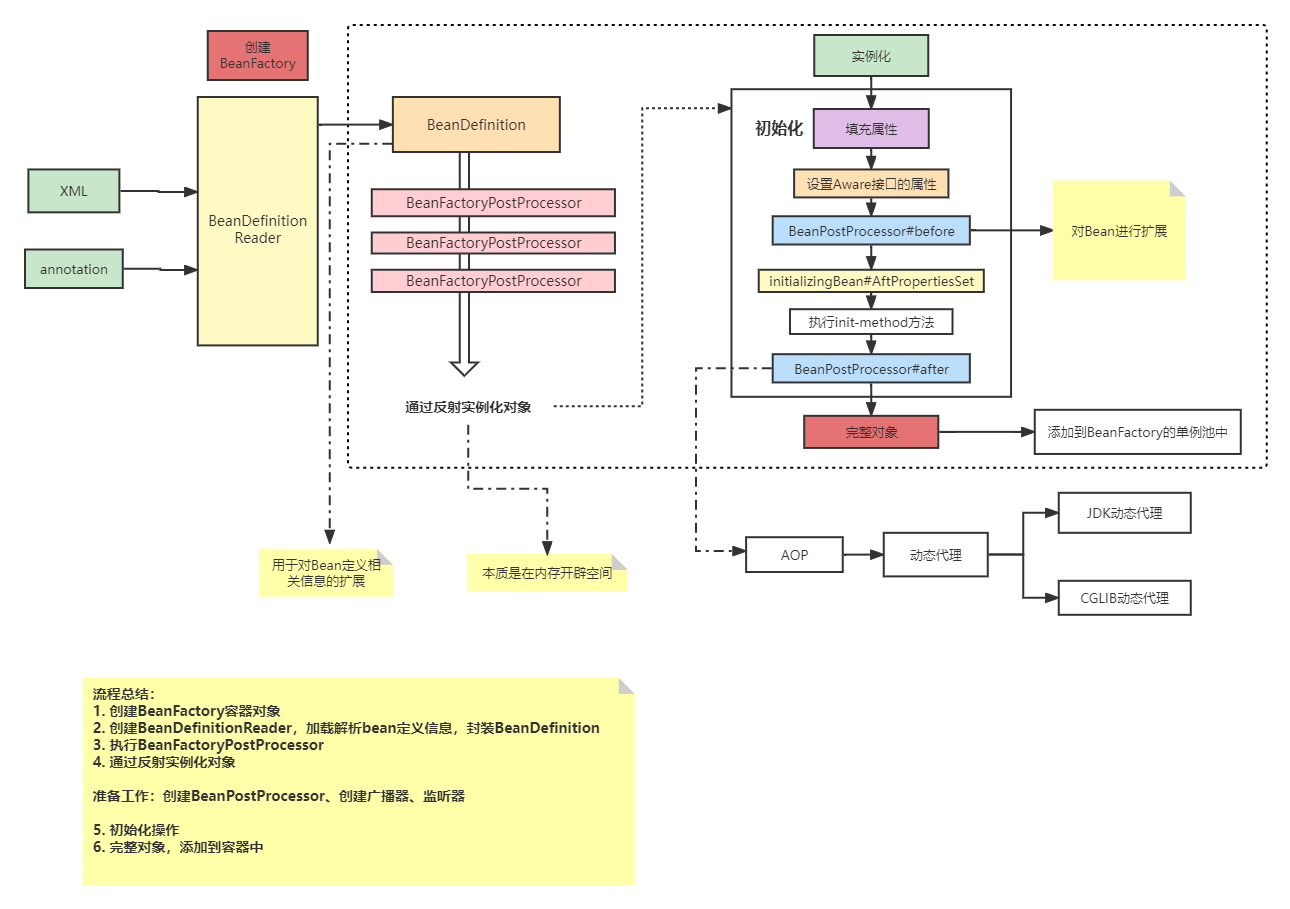 创建
BeanFactory
XML
annotation
BeanDefinition
Reader
BeanDefinition
BeanFactoryPostProcessor
BeanFactoryPostProcessor
BeanFactoryPostProcessor
通过反射实例化对象
用于对Bean定义相
关信息的扩展
本质是在内存开辟空间
实例化
初始化
填充属性
设置Aware接口的属性
BeanPostProcessor#before
对Bean进行扩展
initializingBean#AftPropertiesSet
执行init-method方法
BeanPostProcessor#after
完整对象
添加到BeanFactory的单例池中
AOP
动态代理
JDK动态代理
CGLIB动态代理
流程总结：
1. 创建BeanFactory容器对象
2. 创建BeanDefinitionReader，加载解析bean定义信息，封装BeanDefinition
3. 执行BeanFactoryPostProcessor
4. 通过反射实例化对象
准备工作：创建BeanPostProcessor、创建广播器、监听器
5. 初始化操作
6. 完整对象，添加到容器中